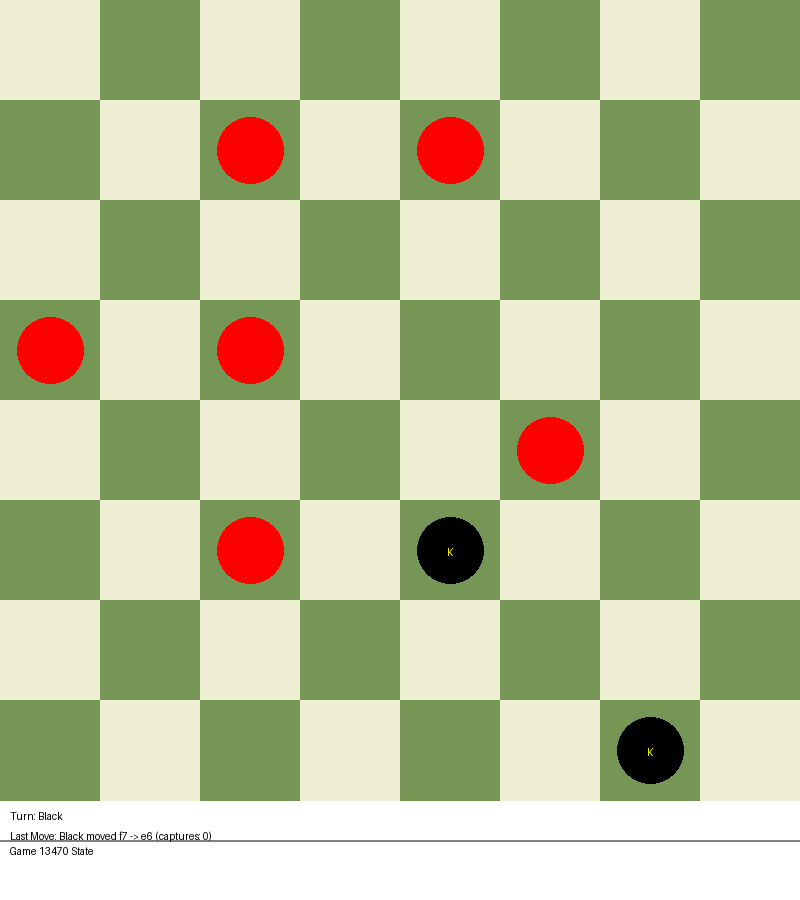 K
K
Turn: Black
Last Move: Black moved f7 -> e6 (captures: 0)
Game 13470 State